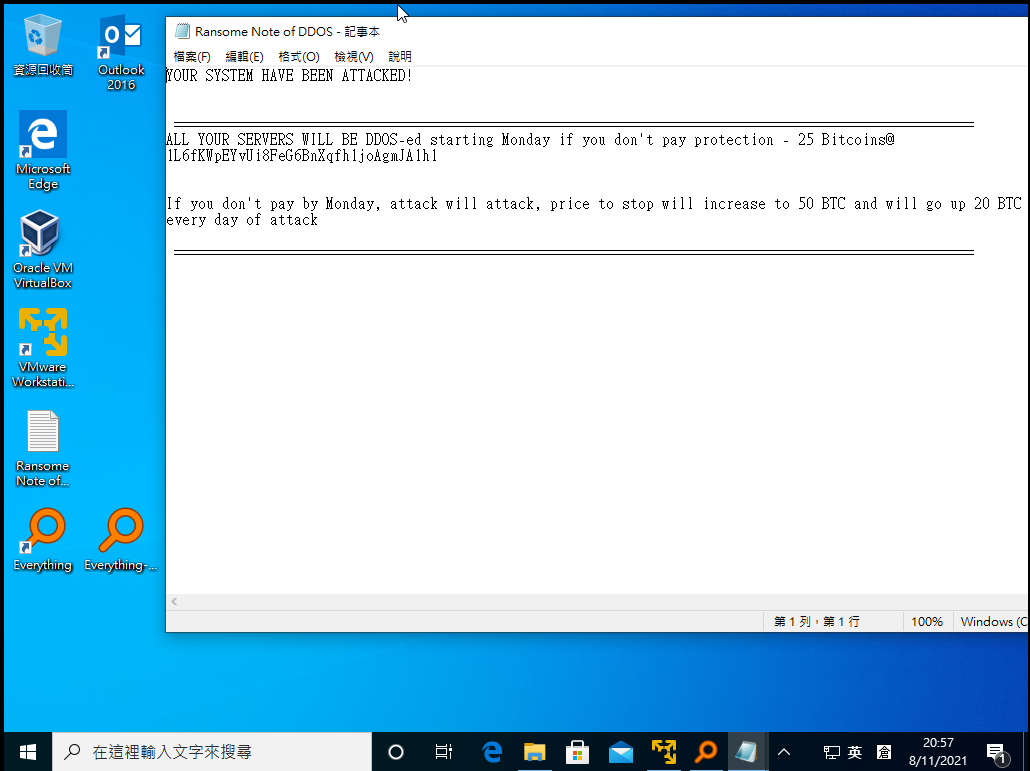 資源回收筒
Outlook 2016
Microsoft Edge
Oracle VM VirtualBox
VMware Workstati...
Ransome Note of...
Everything
Everything-...
Ransome Note of DDOS - 記事本
檔案(F) 編輯(E) 格式(O) 檢視(V) 說明
YOUR SYSTEM HAVE BEEN ATTACKED!
ALL YOUR SERVERS WILL BE DDOS-ed starting Monday if you don't pay protection - 25 Bitcoins@
1L6fKWpEYvUi8FeG6BnXqfh1joAgmJA1h1
If you don't pay by Monday, attack will attack, price to stop will increase to 50 BTC and will go up 20 BTC
every day of attack
第 1 列，第 1 行
100%
Windows (C
在這裡輸入文字來搜尋
英
倉
20:57
8/11/2021
1